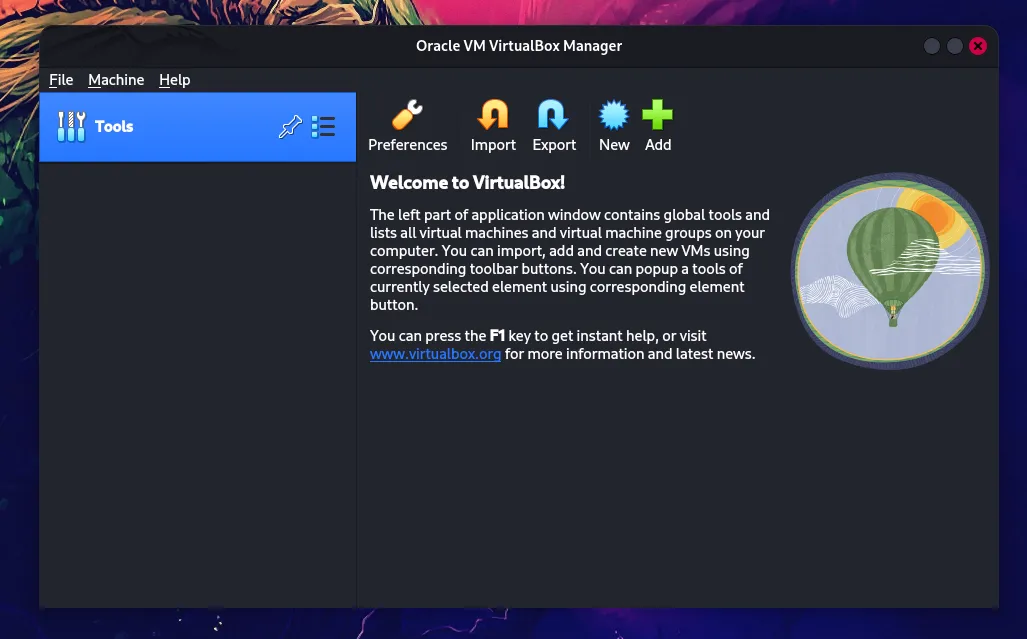 Oracle VM VirtualBox Manager
File Machine Help
Tools
Preferences Import Export New Add
Welcome to VirtualBox!
The left part of application window contains global tools and
lists all virtual machines and virtual machine groups on your
computer. You can import, add and create new VMs using
corresponding toolbar buttons. You can popup a tools of
currently selected element using corresponding element
button.
You can press the F1 key to get instant help, or visit
www.virtualbox.org for more information and latest news.